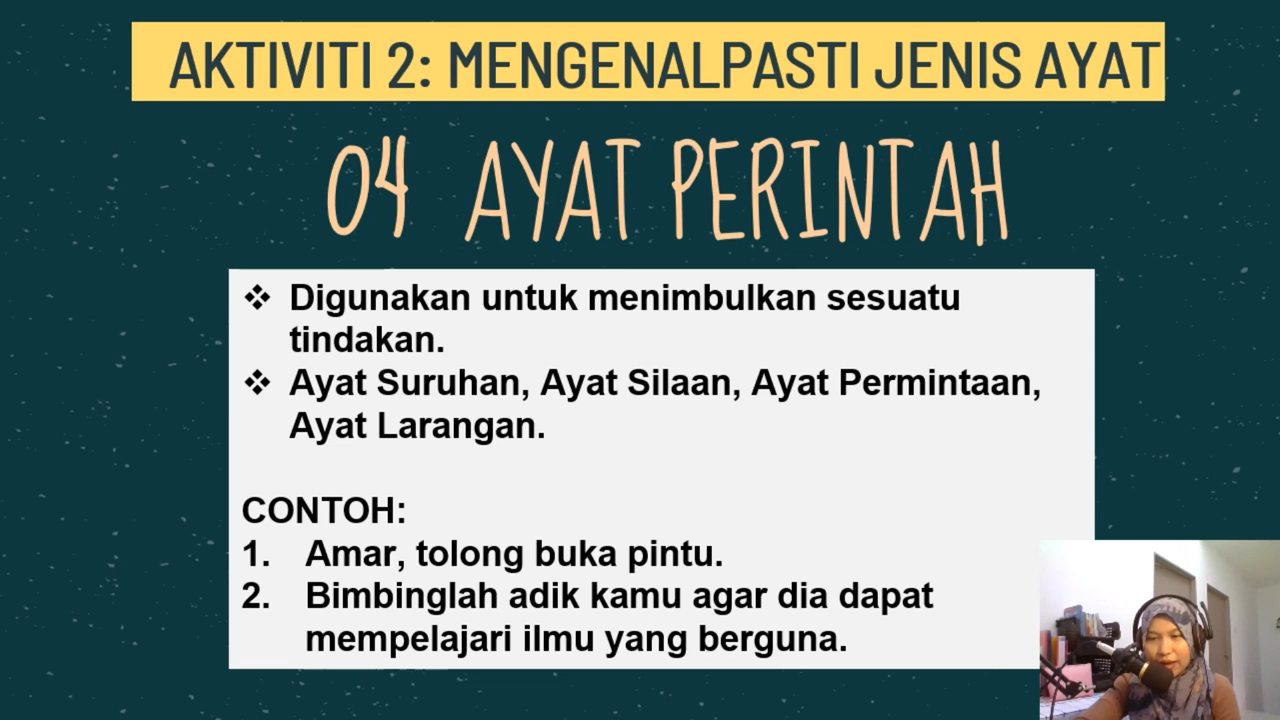 AKTIVITI 2: MENGENALPASTI JENIS AYAT
04 AYAT PERINTAH
❖ Digunakan untuk menimbulkan sesuatu
tindakan.
❖ Ayat Suruhan, Ayat Silaan, Ayat Permintaan,
Ayat Larangan.
CONTOH:
1. Amar, tolong buka pintu.
2. Bimbinglah adik kamu agar dia dapat
mempelajari ilmu yang berguna.